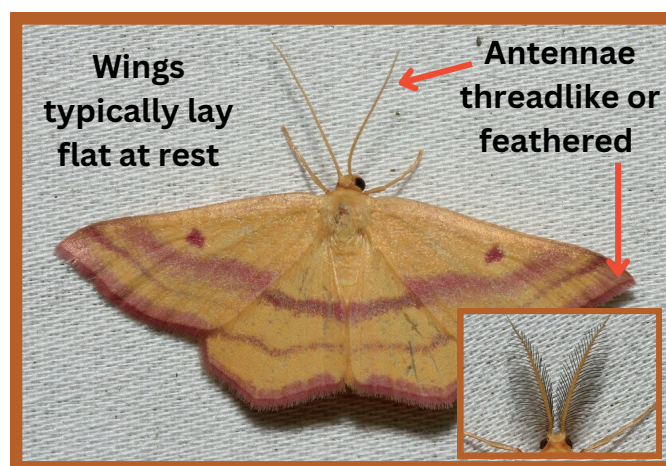 Wings
typically lay
flat at rest
Antennae
threadlike or
feathered